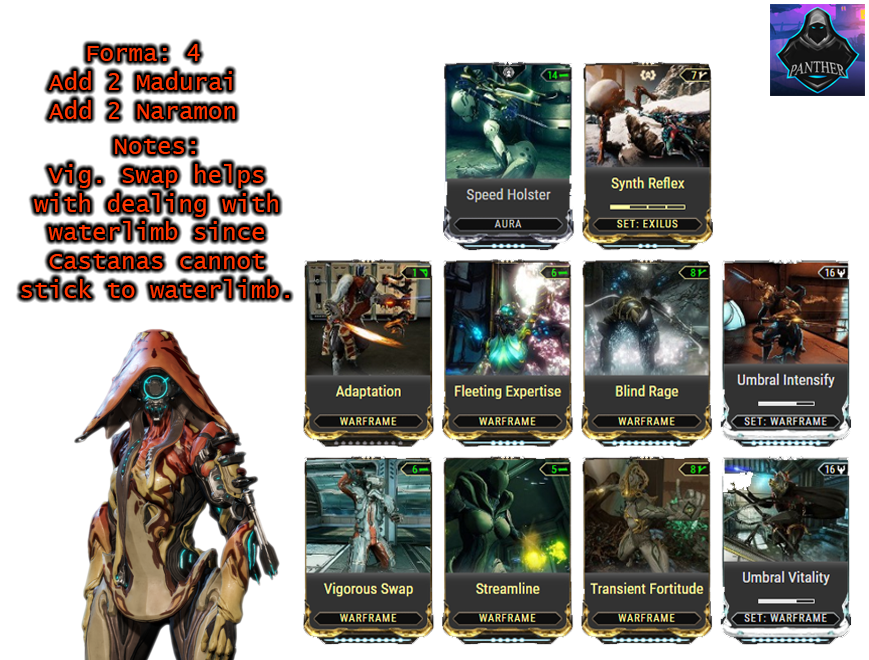 Forma: 4
Add 2 Madurai
Add 2 Naramon
Notes:
Vig. Swap helps
with dealing with
waterlimb since
Castanas cannot
stick to waterlimb.
PANTHER
14
Speed Holster
AURA
7
Synth Reflex
SET: EXILUS
1
Adaptation
WARFRAME
6
Fleeting Expertise
WARFRAME
8
Blind Rage
WARFRAME
16
Umbral Intensify
SET: WARFRAME
6
Vigorous Swap
WARFRAME
5
Streamline
WARFRAME
8
Transient Fortitude
WARFRAME
16
Umbral Vitality
SET: WARFRAME